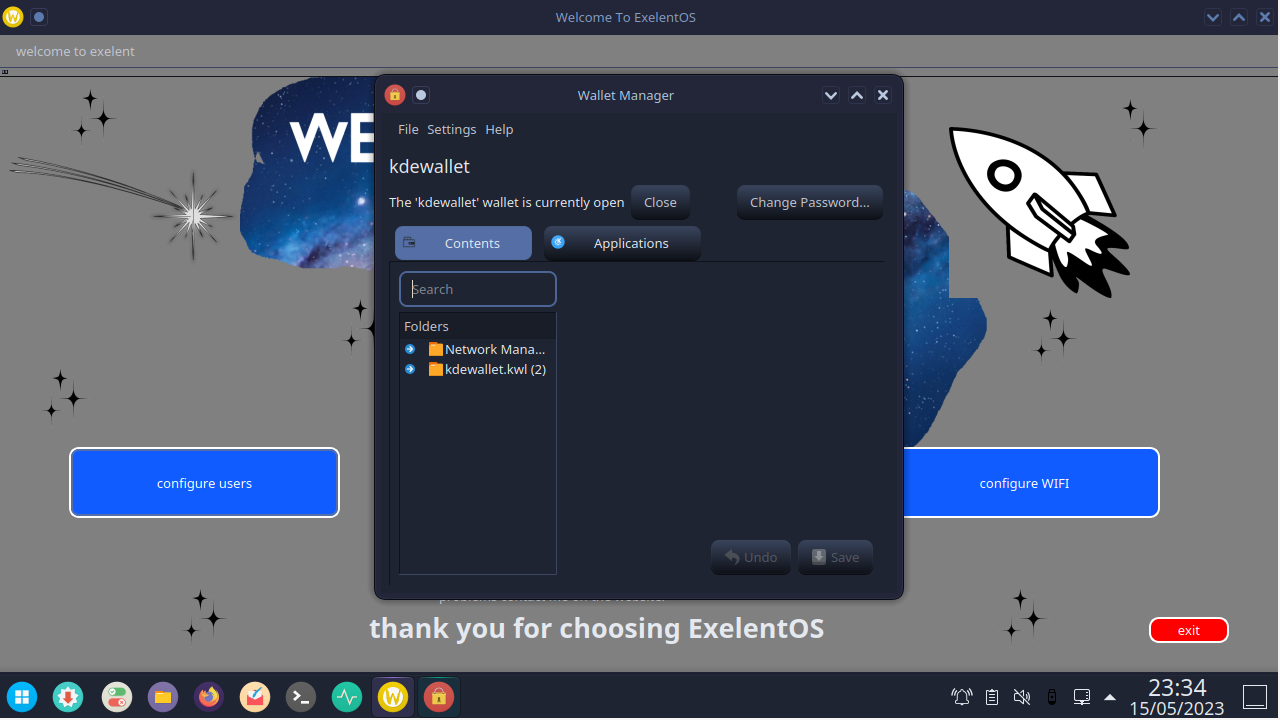 Welcome To ExelentOS
welcome to exelent
WE
Wallet Manager
File Settings Help
kdewallet
The 'kdewallet' wallet is currently open Close Change Password...
Contents Applications
Search
Folders
Network Mana...
kdewallet.kwl (2)
configure users
configure WIFI
Undo Save
thank you for choosing ExelentOS
exit
23:34
15/05/2023